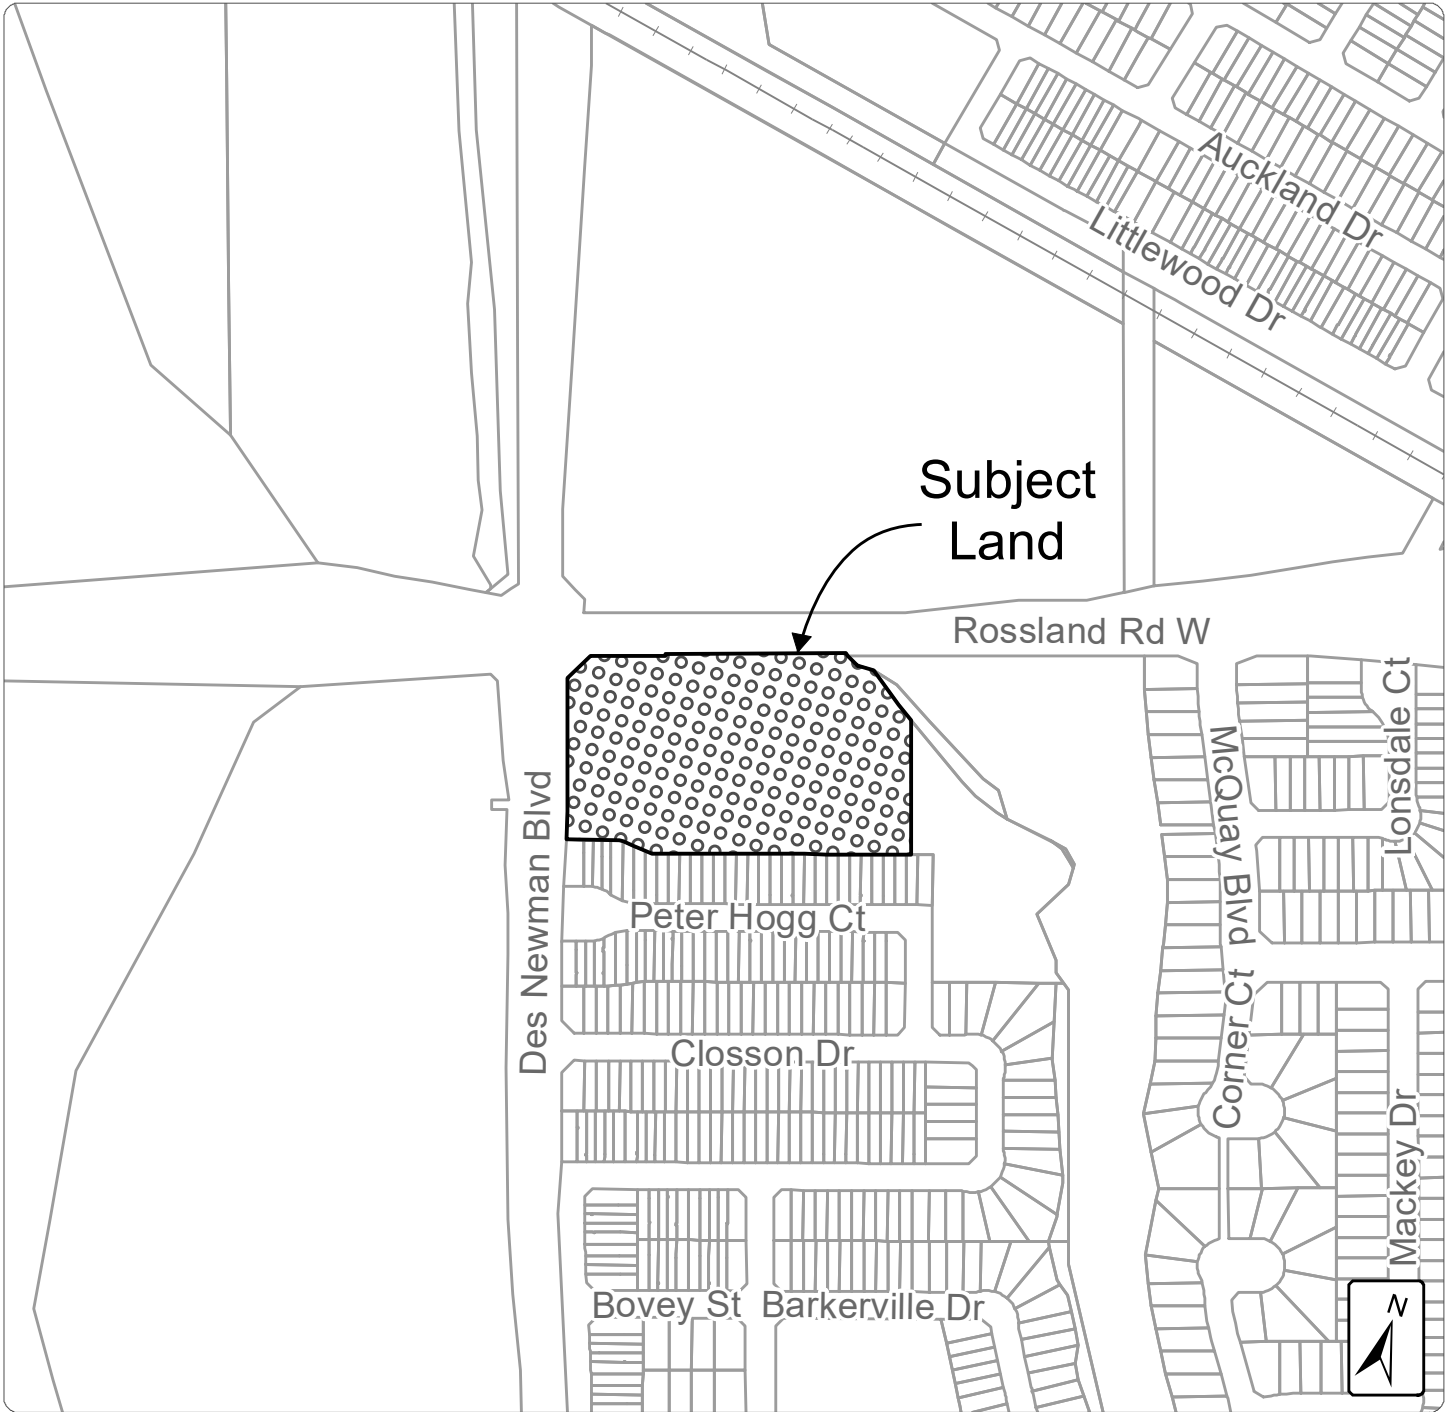 Auckland Dr
Littlewood Dr
Subject
Land
Rossland Rd W
Lonsdale Ct
McQuay Blvd
Des Newman Blvd
Peter Hogg Ct
Corner Ct
Closson Dr
Mackey Dr
Bovey St
Barkerville Dr
N